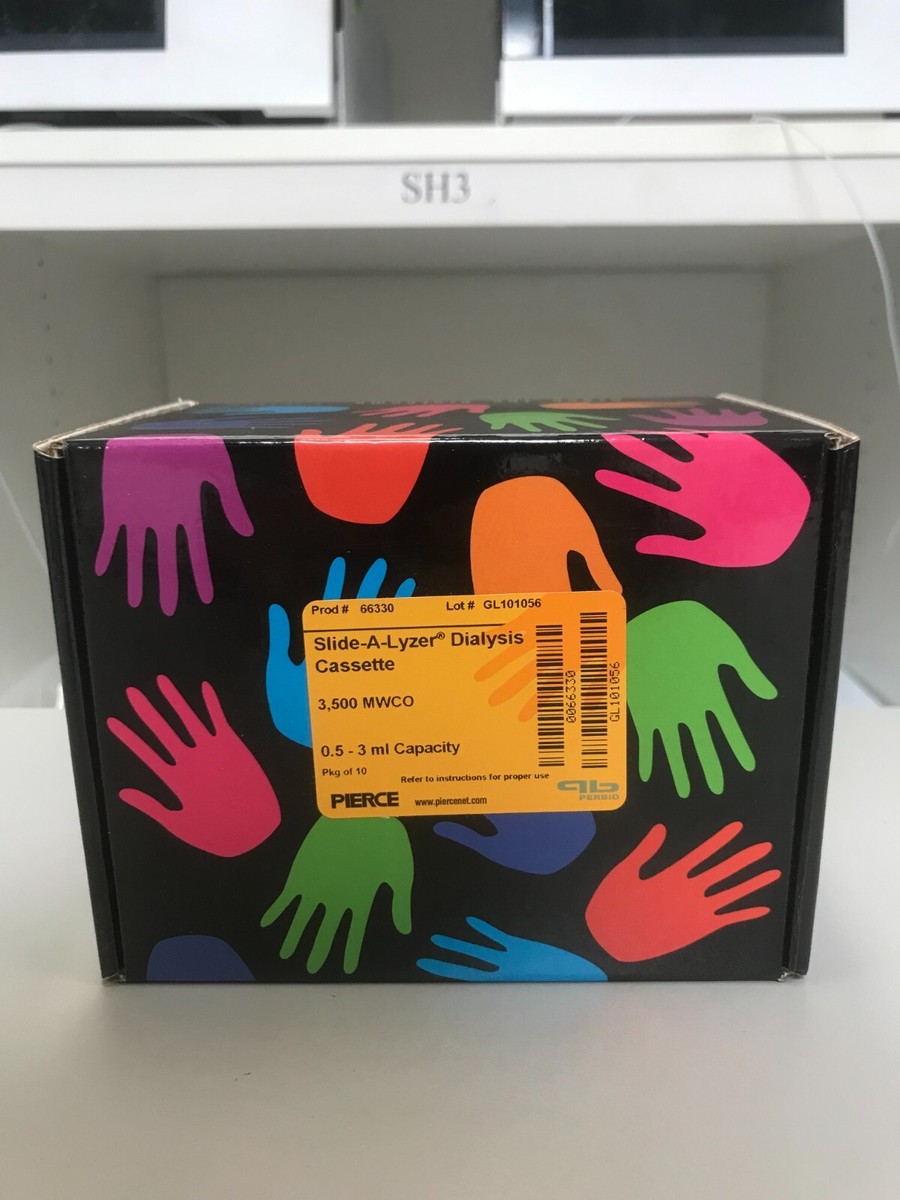 SH3
Prod # 66330 Lot # GL101056
Slide-A-Lyzer® Dialysis
Cassette
3,500 MWCO
0.5 - 3 ml Capacity
Pkg of 10 Refer to instructions for proper use
PIERCE www.piercenet.com
0066330
GL101056
PERBIO